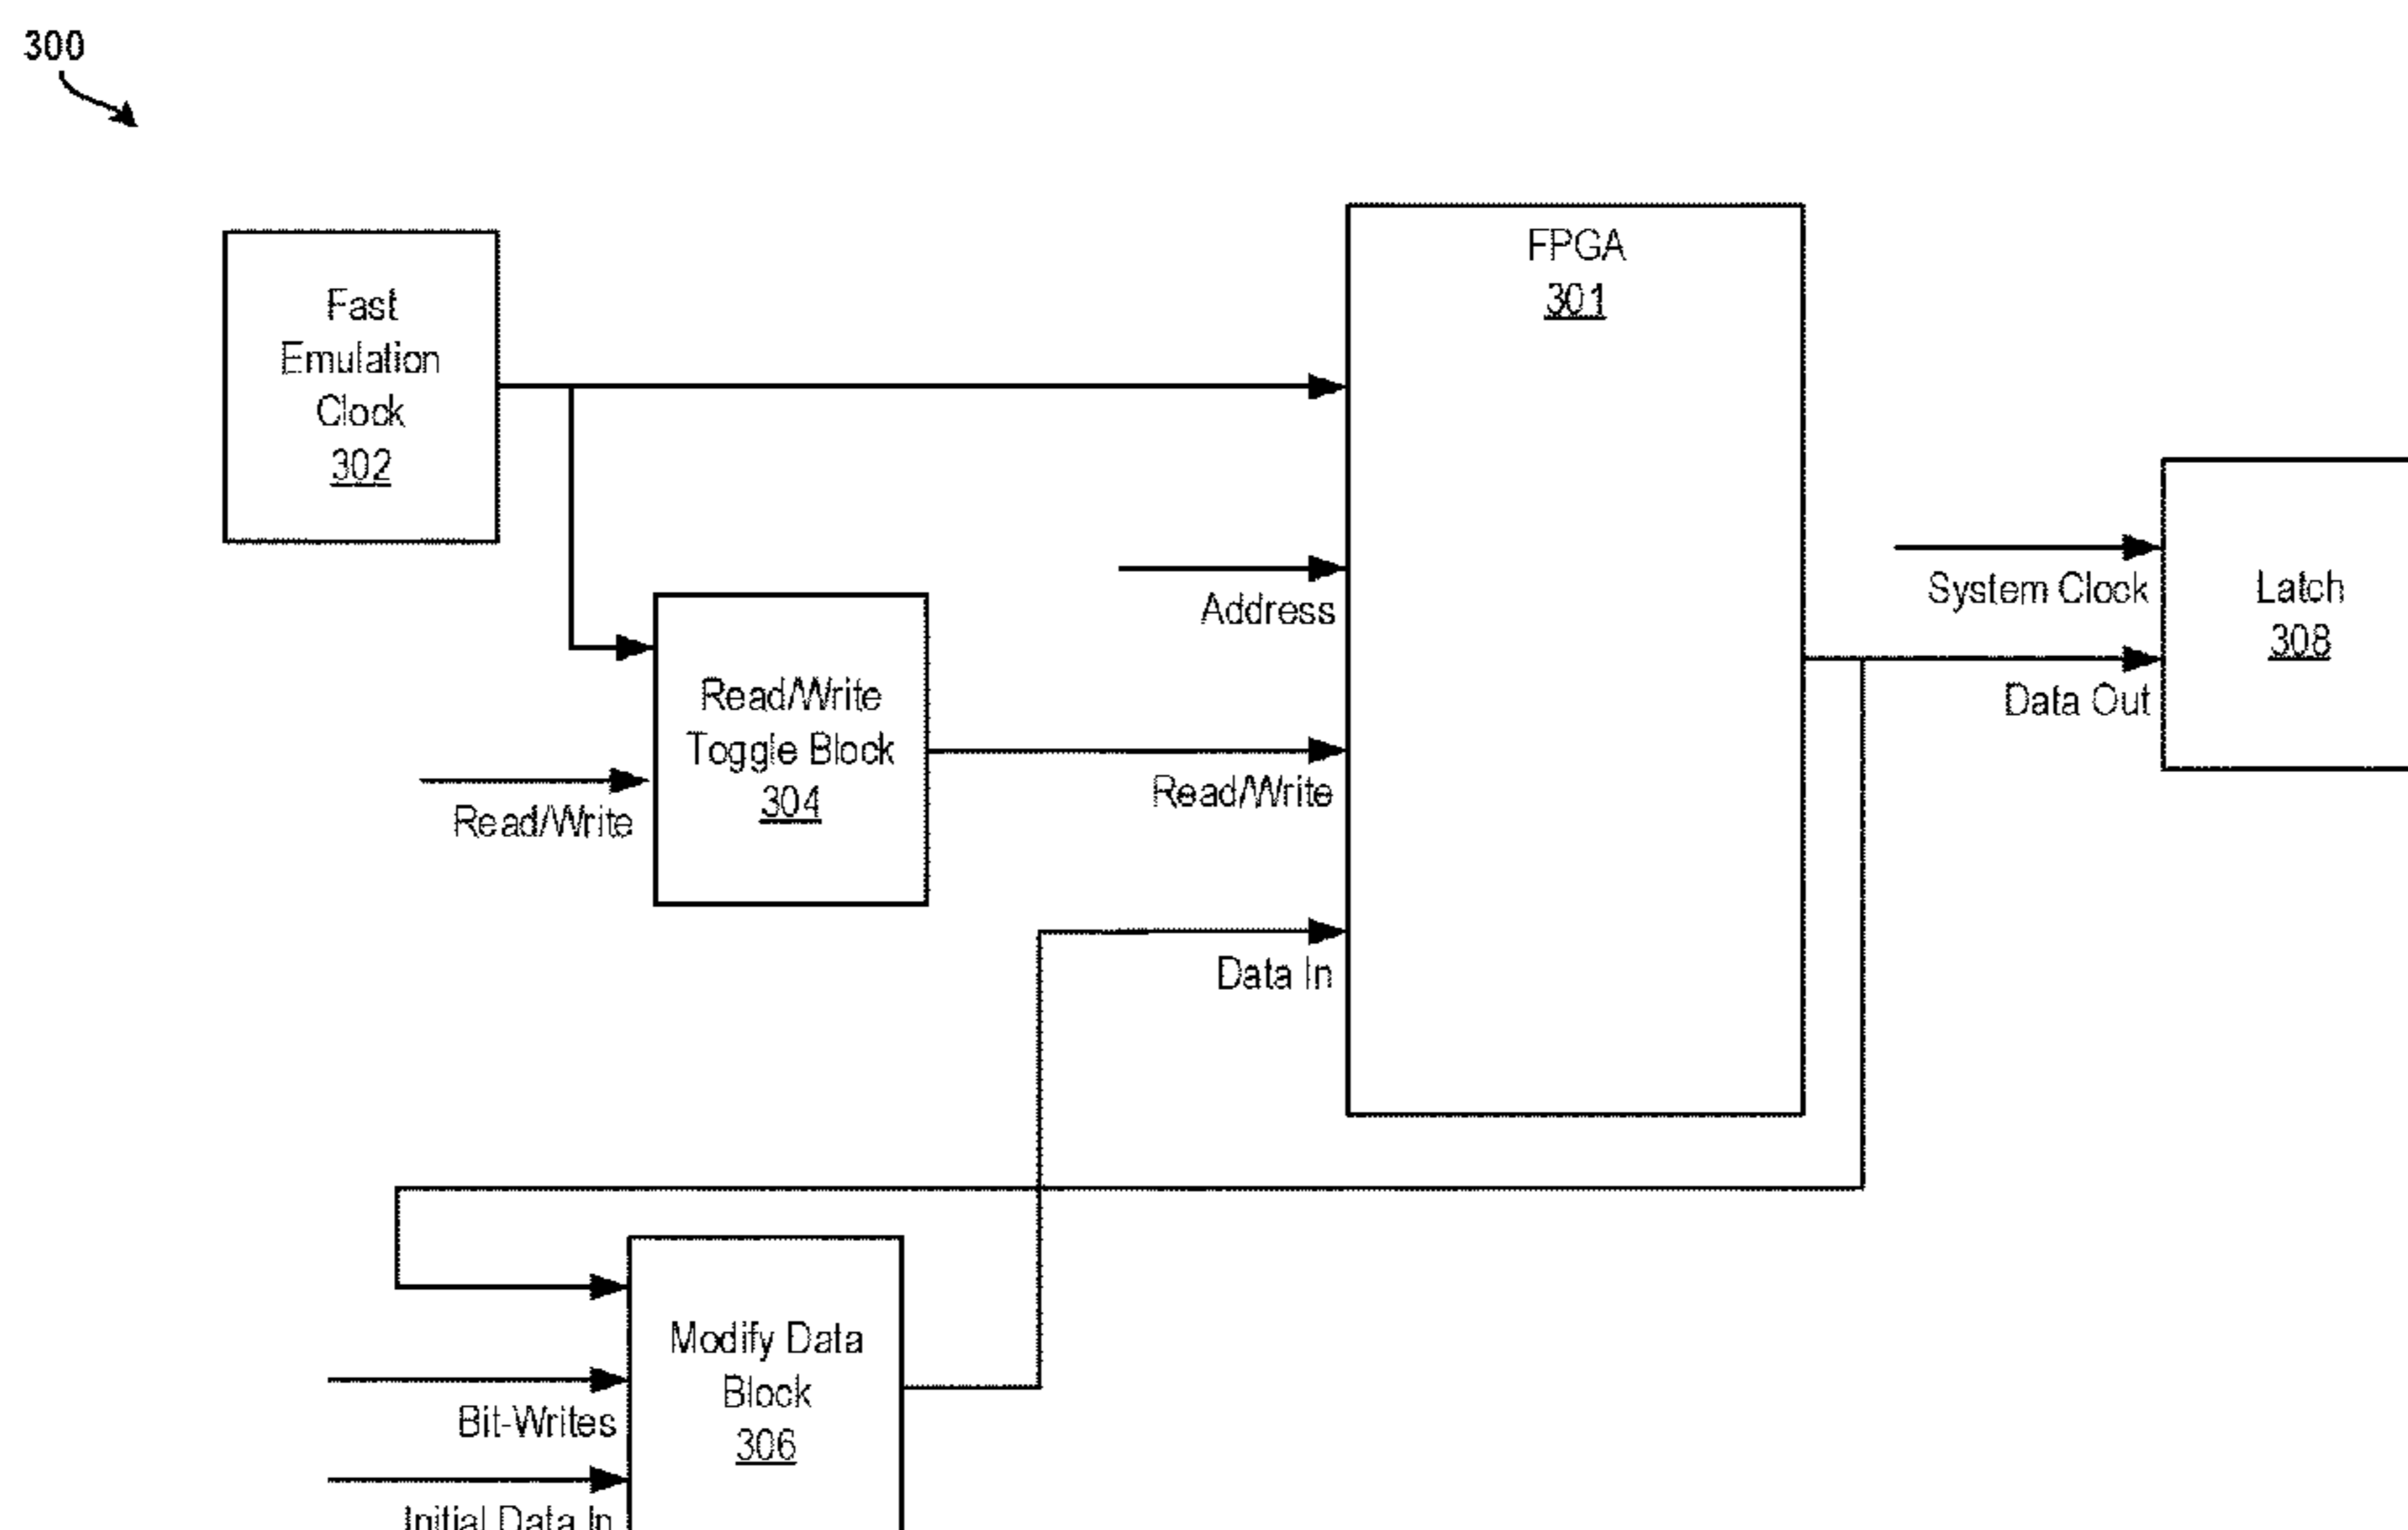 300
FPGA
301
Fast
Emulation
Clock
302
System Clock
Latch
308
Address
Read/Write
Toggle Block
304
Data Out
Read/Write
Read/Write
Data In
Modify Data
Block
306
Bit-Writes
Initial Data In